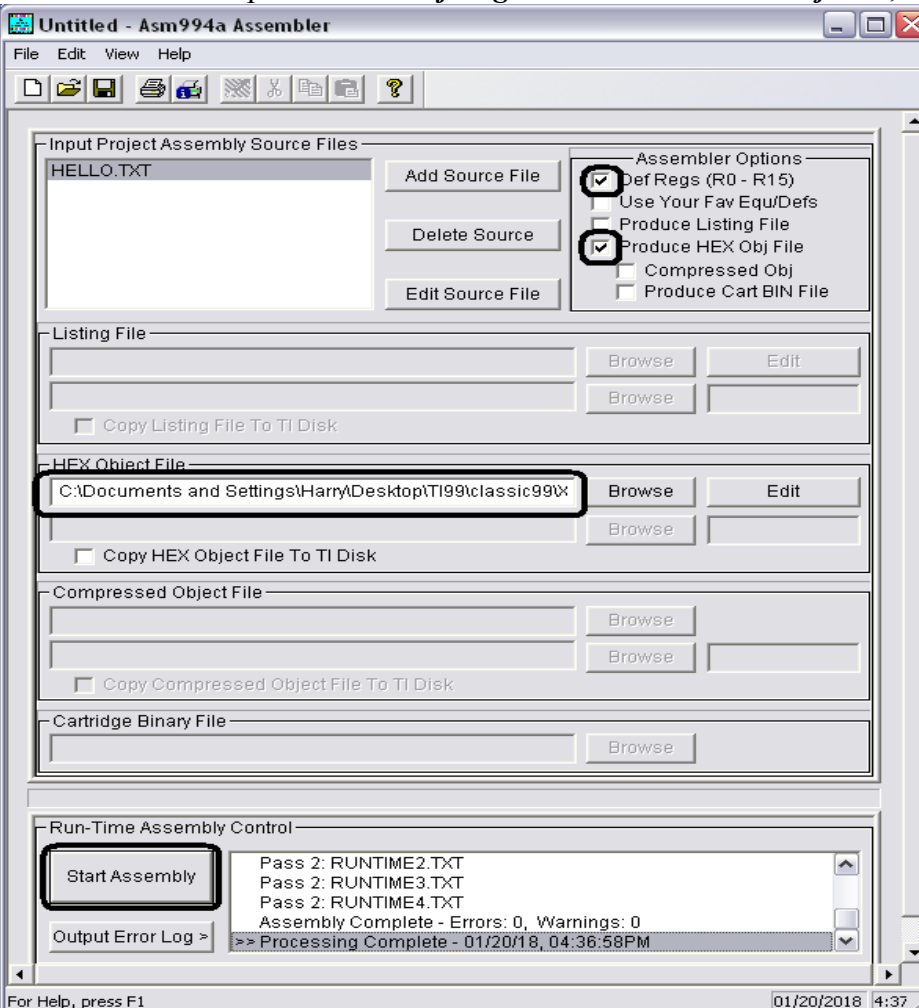 Untitled - Asm994a Assembler
File Edit View Help
Input Project Assembly Source Files
HELLO.TXT
Add Source File
Delete Source
Edit Source File
Assembler Options
Def Regs (R0 - R15)
Use Your Fav Equ/Defs
Produce Listing File
Produce HEX Obj File
Compressed Obj
Produce Cart BIN File
Listing File
Browse Edit
Browse
Copy Listing File To TI Disk
HEX Object File
C:\Documents and Settings\Harry\Desktop\TI99\classic99\X
Browse Edit
Browse
Copy HEX Object File To TI Disk
Compressed Object File
Browse
Browse
Copy Compressed Object File To TI Disk
Cartridge Binary File
Browse
Run-Time Assembly Control
Start Assembly
Output Error Log >
Pass 2: RUNTIME2.TXT
Pass 2: RUNTIME3.TXT
Pass 2: RUNTIME4.TXT
Assembly Complete - Errors: 0, Warnings: 0
>> Processing Complete - 01/20/18, 04:36:58PM
For Help, press F1
01/20/2018 4:37